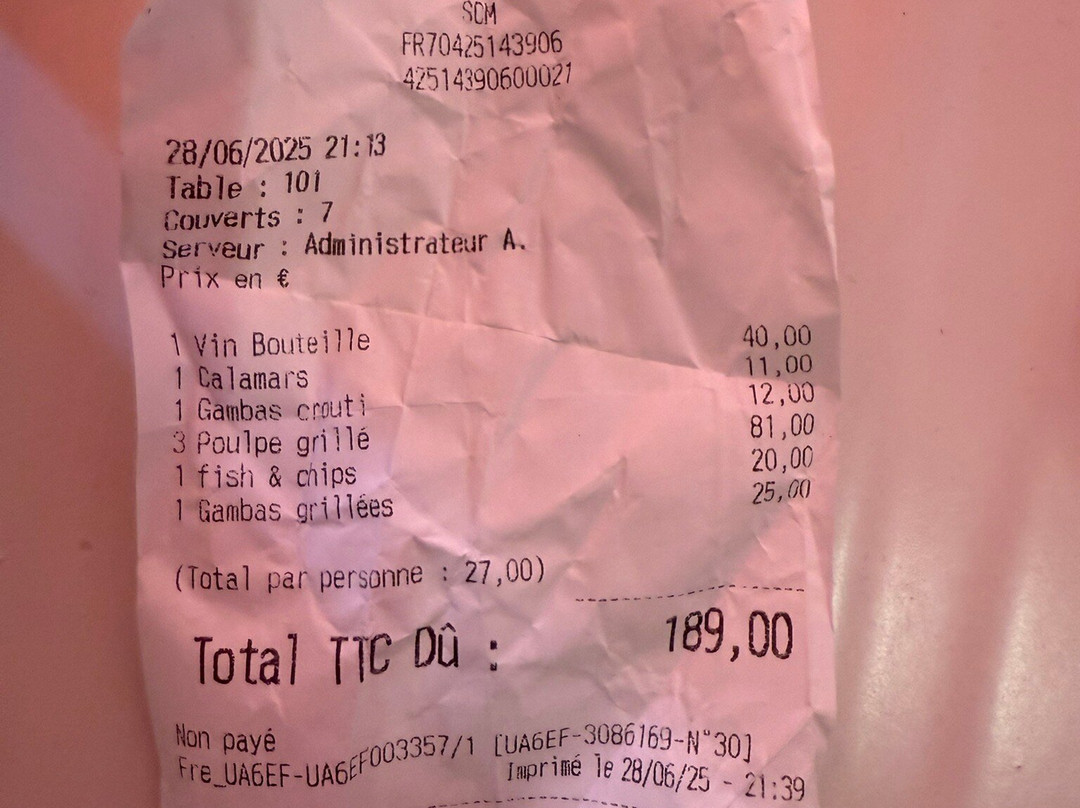 SCM
FR70425143906
42514390600021
28/06/2025 21:13
Table : 101
Couverts : 7
Serveur : Administrateur A.
Prix en €
1 Vin Bouteille 40,00
1 Calamars 11,00
1 Gambas crouti 12,00
3 Poulpe grillé 81,00
1 fish & chips 20,00
1 Gambas grillées 25,00
(Total par personne : 27,00)
Total TTC Dû : 189,00
Non payé
Fre_UA6EF-UA6EF003357/1 [UA6EF-3086169-N°30]
Imprimé le 28/06/25 - 21:39